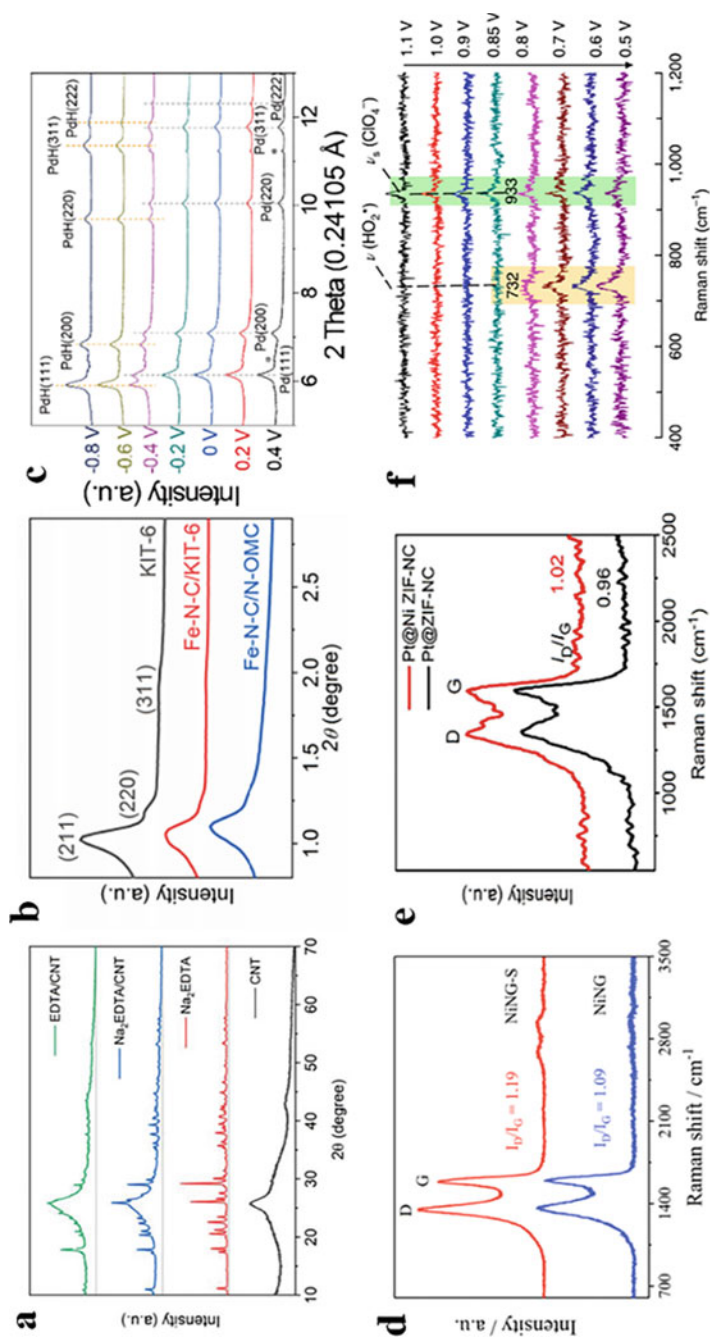 a
Intensity (a.u.)
EDTA/CNT
Na₂EDTA/CNT
Na₂EDTA
CNT
10 20 30 40 50 60 70
2θ (degree)
b
Intensity (a.u.)
(211)
(220)
(311)
KIT-6
Fe-N-C/KIT-6
Fe-N-C/N-OMC
1.0 1.5 2.0 2.5
2θ (degree)
c
Intensity (a.u.)
PdH(111)
PdH(200)
PdH(220)
PdH(311)
PdH(222)
-0.8 V
-0.6 V
-0.4 V
-0.2 V
0 V
0.2 V
0.4 V
Pd(111)
*
Pd(200)
Pd(220)
*
Pd(311)
Pd(222)
6 8 10 12
2 Theta (0.24105 Å)
d
Intensity / a.u.
D
G
I_D/I_G = 1.19
NiNG-S
I_D/I_G = 1.09
NiNG
700 1400 2100 2800 3500
Raman shift / cm⁻¹
e
Intensity (a.u.)
Pt@Ni ZIF-NC
Pt@ZIF-NC
D
G
I_D/I_G
1.02
0.96
1000 1500 2000 2500
Raman shift (cm⁻¹)
f
ν (HO₂*)
νₛ (ClO₄⁻)
1.1 V
1.0 V
0.9 V
0.85 V
0.8 V
0.7 V
0.6 V
0.5 V
732
933
400 600 800 1,000 1,200
Raman shift (cm⁻¹)